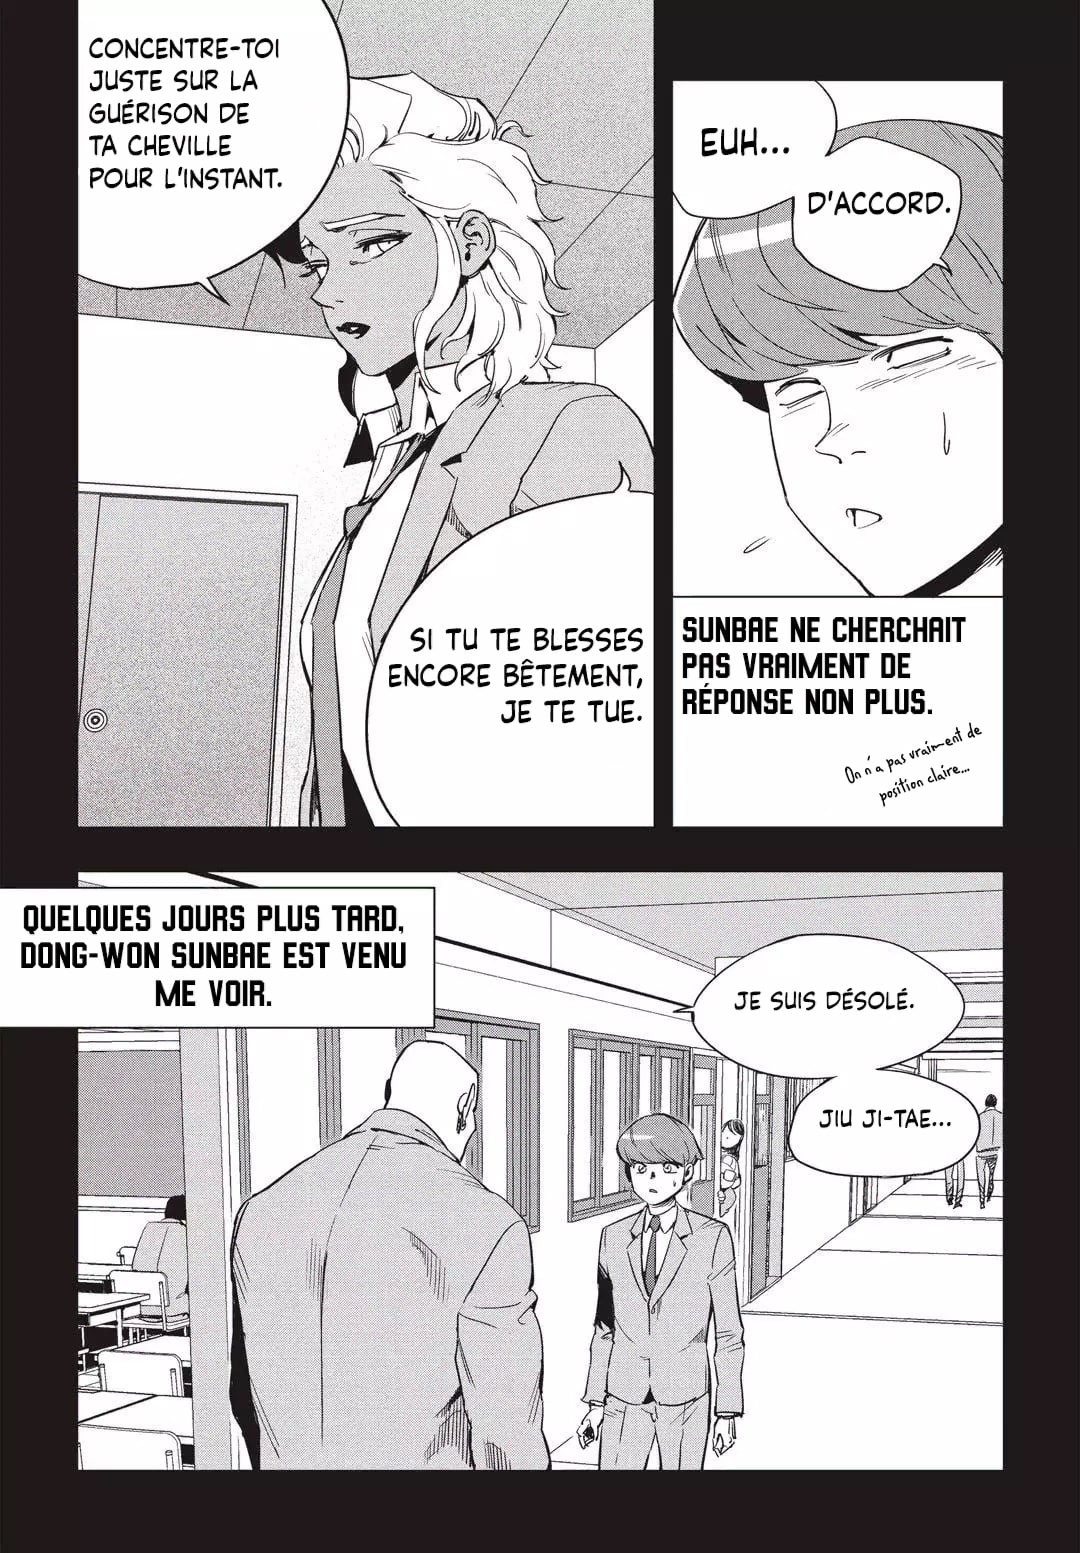 CONCENTRE-TOI
JUSTE SUR LA
GUÉRISON DE
TA CHEVILLE
POUR L'INSTANT.
SI TU TE BLESSES
ENCORE BÊTEMENT,
JE TE TUE.
EUH...
D'ACCORD.
SUNBAE NE CHERCHAIT
PAS VRAIMENT DE
RÉPONSE NON PLUS.
On n'a pas vraiment de
position claire...
QUELQUES JOURS PLUS TARD,
DONG-WON SUNBAE EST VENU
ME VOIR.
JE SUIS DÉSOLÉ.
JIU JI-TAE...